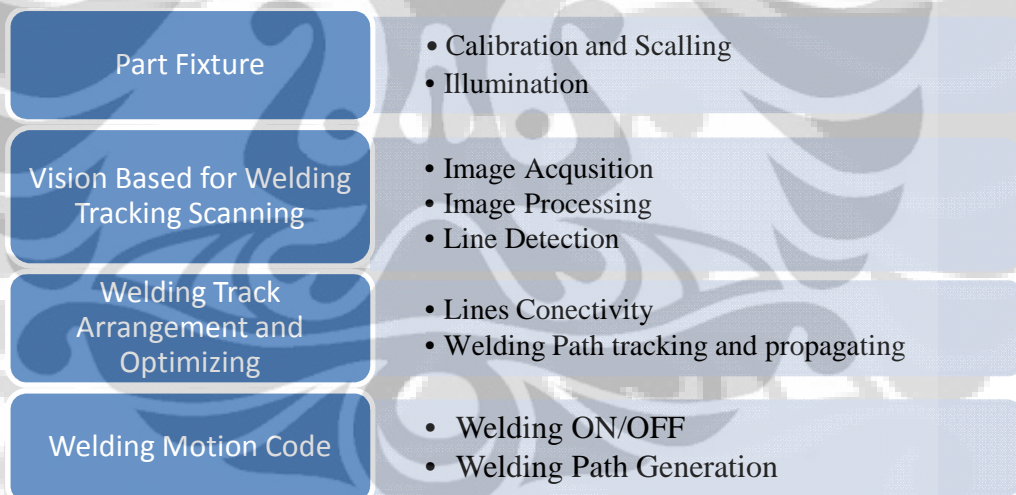 Part Fixture
• Calibration and Scalling
• Illumination
Vision Based for Welding
Tracking Scanning
• Image Acqusition
• Image Processing
• Line Detection
Welding Track
Arrangement and
Optimizing
• Lines Conectivity
• Welding Path tracking and propagating
Welding Motion Code
• Welding ON/OFF
• Welding Path Generation